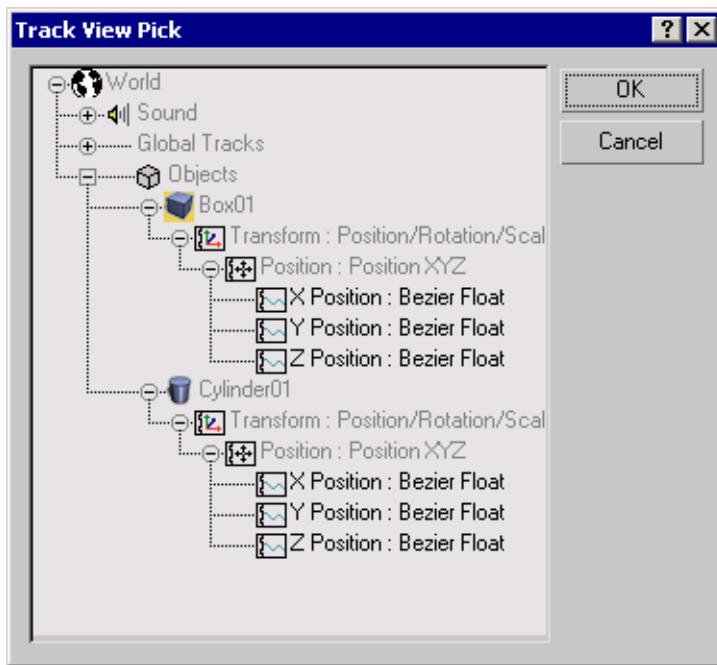 Track View Pick
World
OK
Sound
Global Tracks
Cancel
Objects
Box01
Transform : Position/Rotation/Scal
Position : Position XYZ
X Position : Bezier Float
Y Position : Bezier Float
Z Position : Bezier Float
Cylinder01
Transform : Position/Rotation/Scal
Position : Position XYZ
X Position : Bezier Float
Y Position : Bezier Float
Z Position : Bezier Float